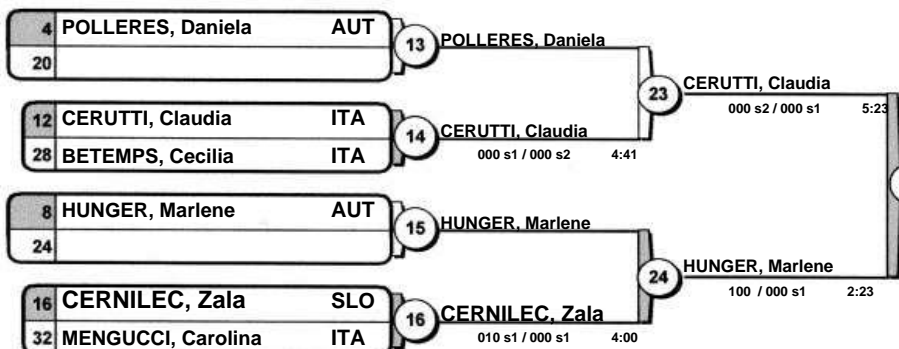 4 POLLERES, Daniela AUT
20
13 POLLERES, Daniela
12 CERUTTI, Claudia ITA
28 BETEMPS, Cecilia ITA
14 CERUTTI, Claudia
000 s1 / 000 s2 4:41
23 CERUTTI, Claudia
000 s2 / 000 s1 5:23
8 HUNGER, Marlene AUT
24
15 HUNGER, Marlene
16 CERNILEC, Zala SLO
32 MENGUCCI, Carolina ITA
16 CERNILEC, Zala
010 s1 / 000 s1 4:00
24 HUNGER, Marlene
100 / 000 s1 2:23